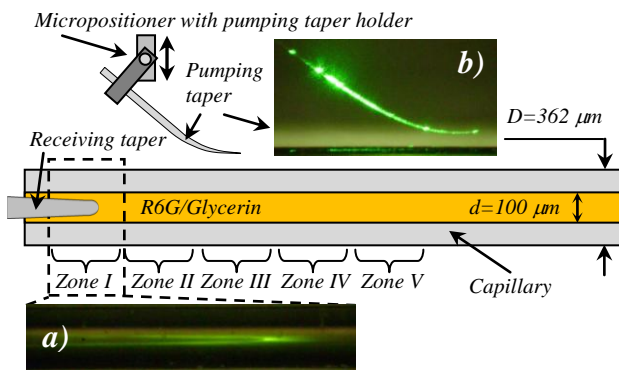 Micropositioner with pumping taper holder
Pumping
taper
b)
D=362 μm
Receiving taper
R6G/Glycerin
d=100 μm
Zone I
Zone II
Zone III
Zone IV
Zone V
Capillary
a)